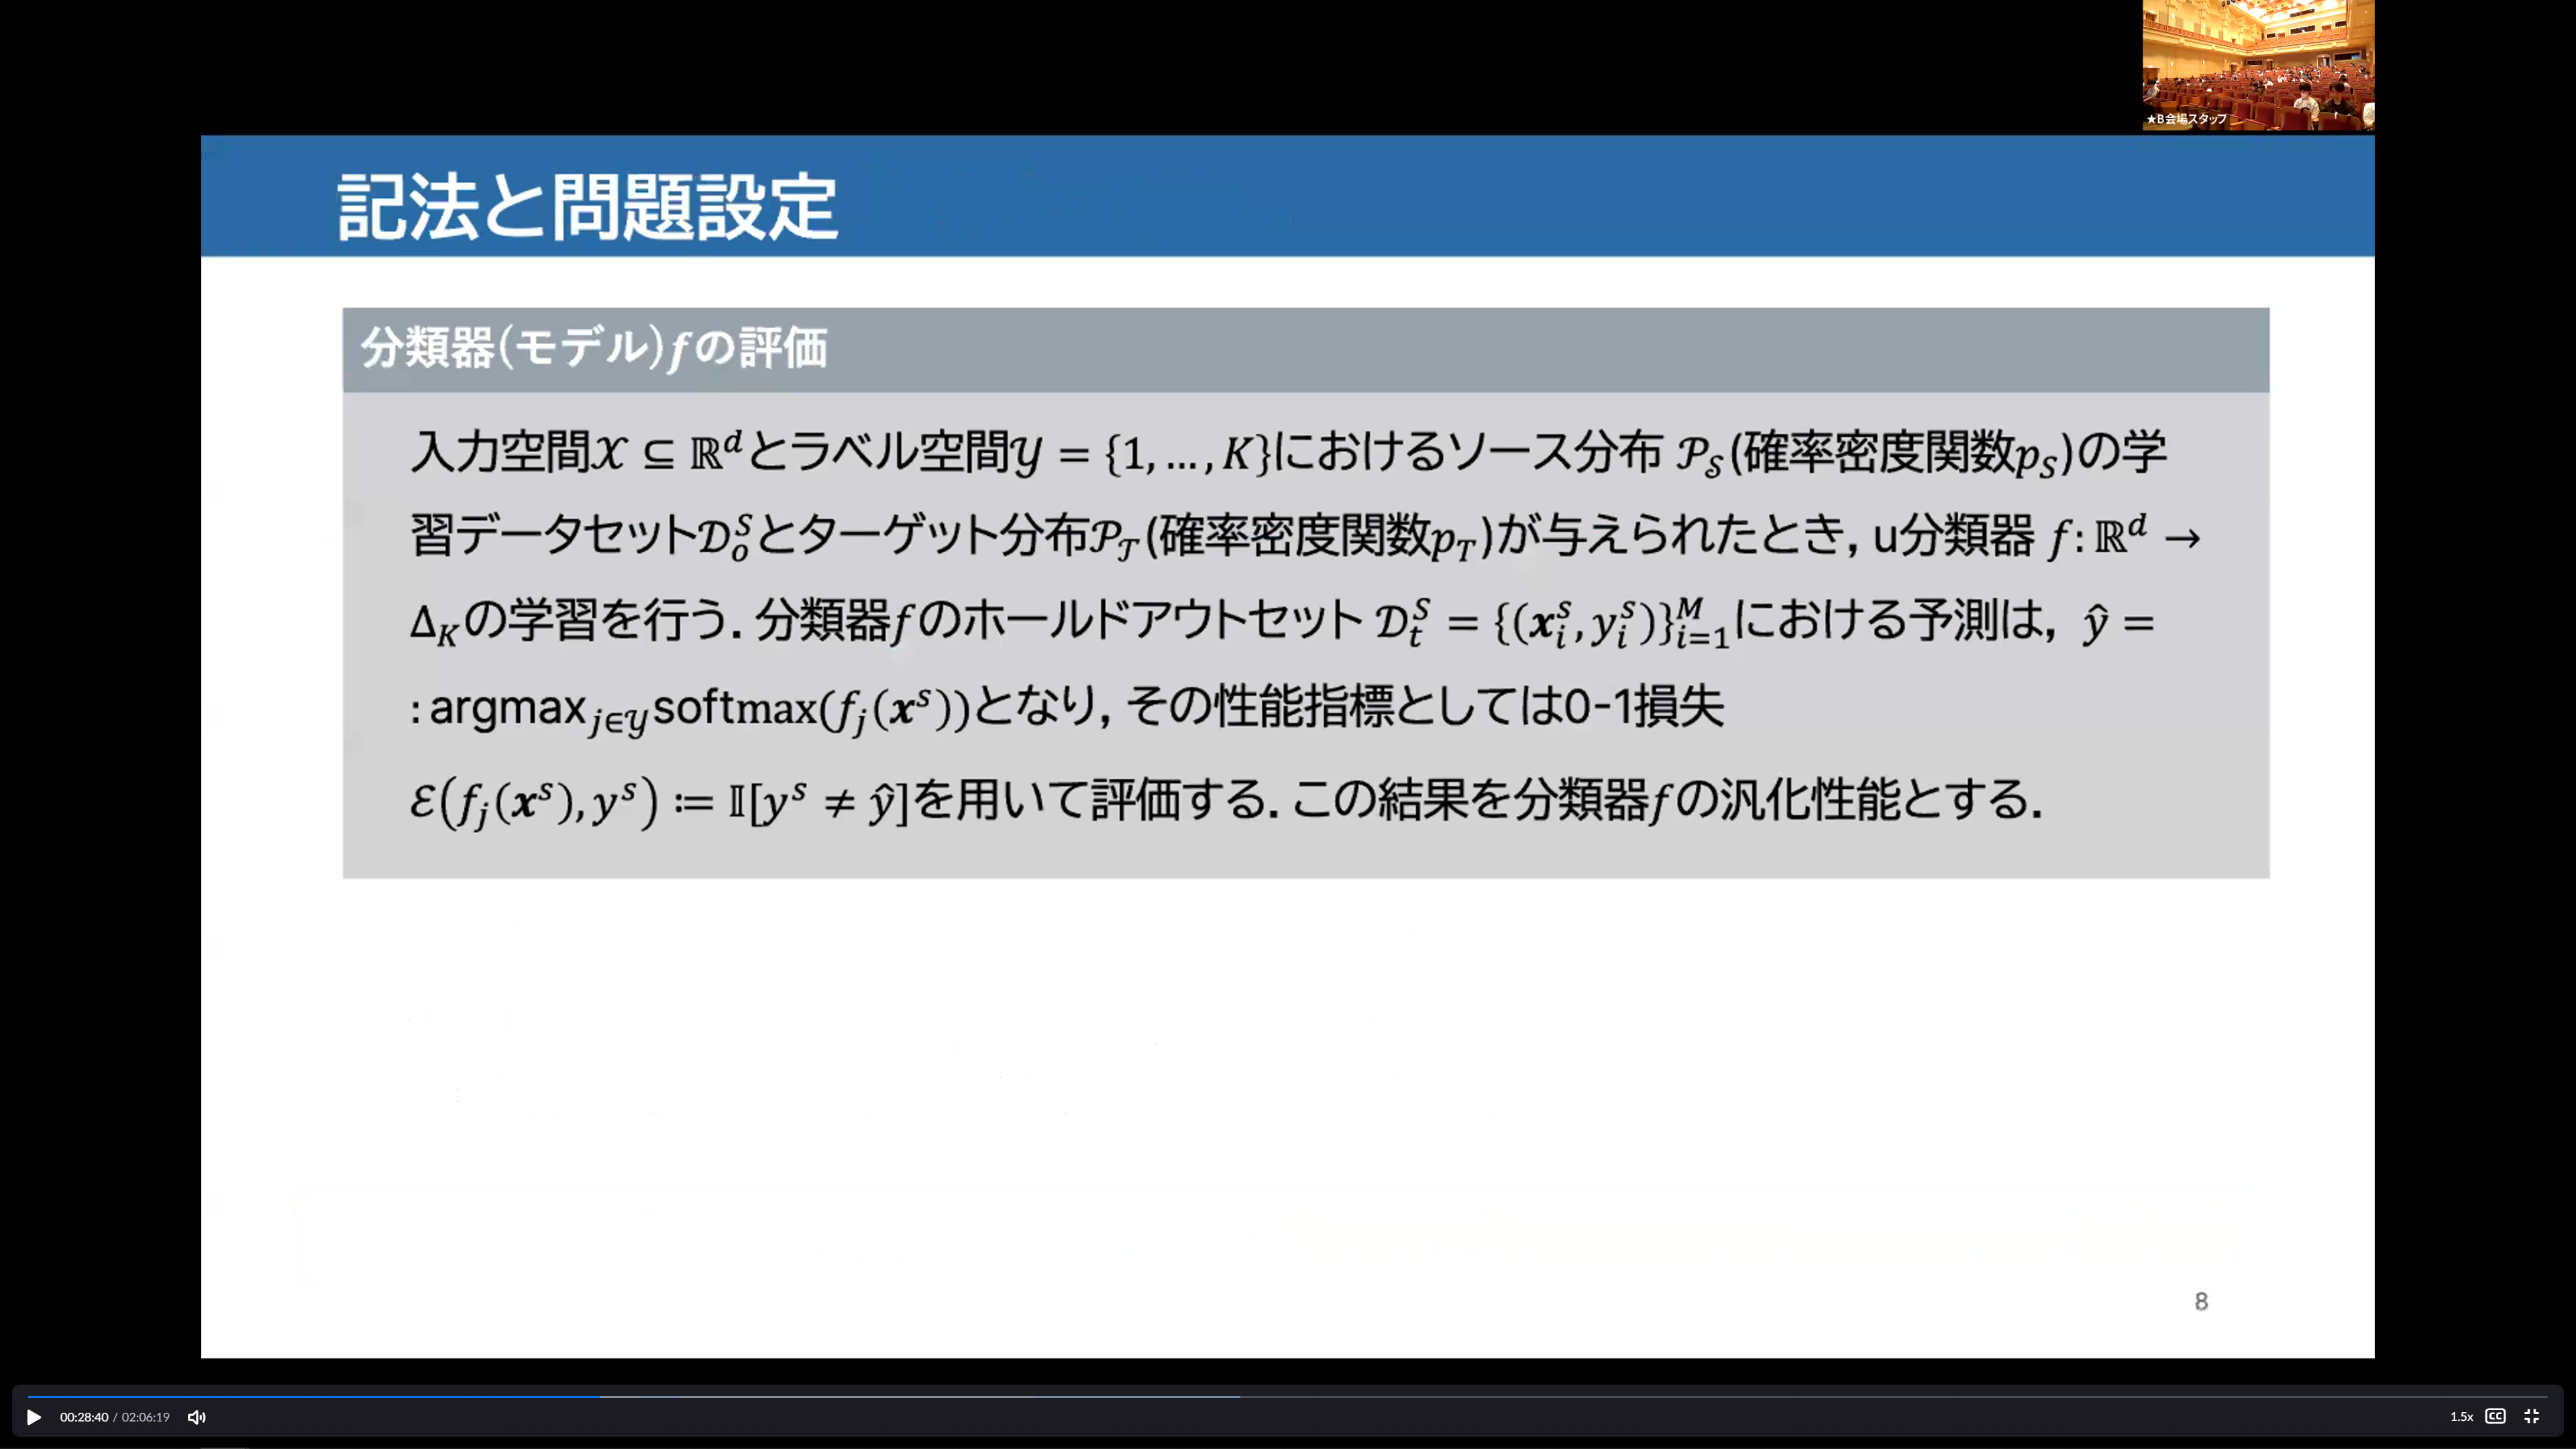 ★B会場スタッフ
記法と問題設定
分類器(モデル)fの評価
入力空間𝒳 ⊆ ℝᵈとラベル空間𝒴 = {1, … , K}におけるソース分布 𝒫_𝒮(確率密度関数p_S)の学
習データセット𝒟_o^Sとターゲット分布𝒫_𝒯(確率密度関数p_T)が与えられたとき, u分類器 f: ℝᵈ →
Δ_Kの学習を行う. 分類器fのホールドアウトセット 𝒟_t^S = {(𝒙_i^s, y_i^s)}_{i=1}^Mにおける予測は, ŷ =
: argmax_{j∈𝒴}softmax(f_j(𝒙^s))となり, その性能指標としては0-1損失
ℰ(f_j(𝒙^s), y^s) ≔ 𝕀[y^s ≠ ŷ]を用いて評価する. この結果を分類器fの汎化性能とする.
8
00:28:40 / 02:06:19
1.5x
CC